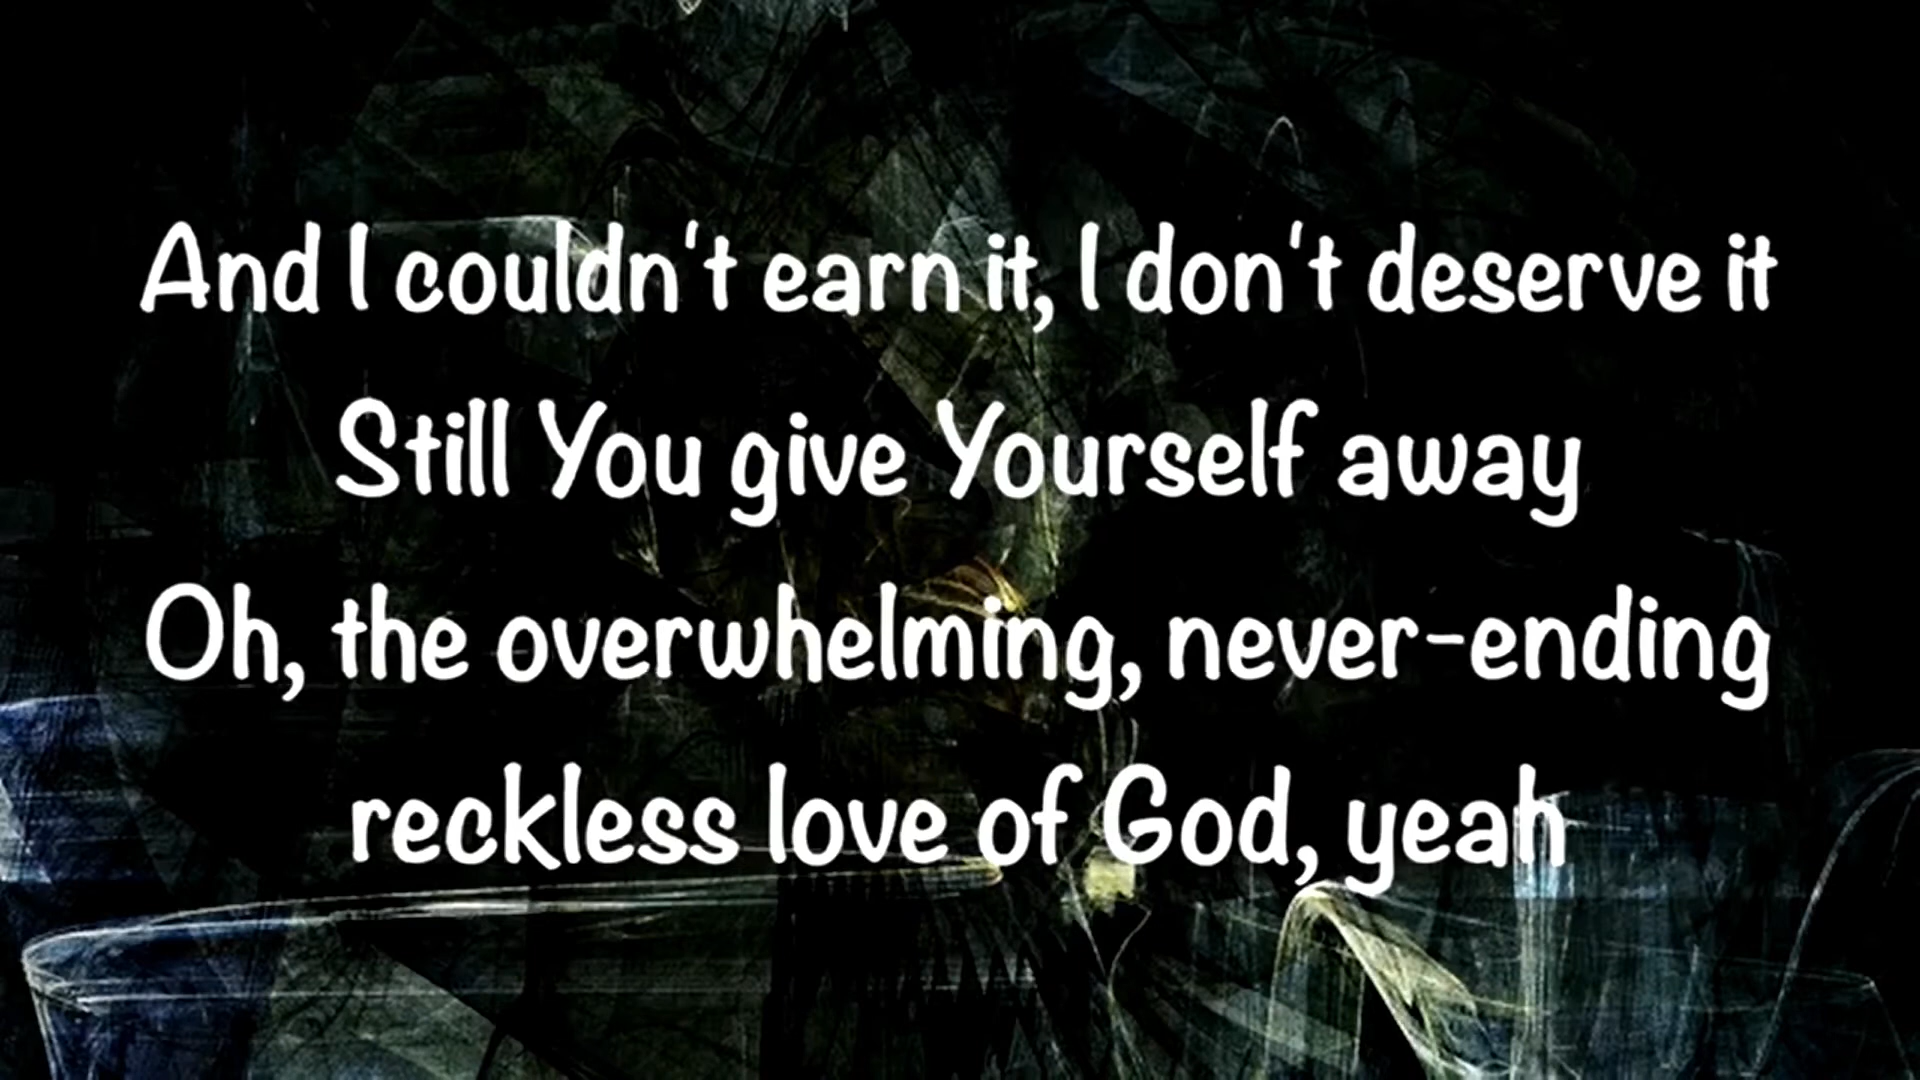 And I couldn't earn it, I don't deserve it
Still You give Yourself away
Oh, the overwhelming, never-ending
reckless love of God, yeah